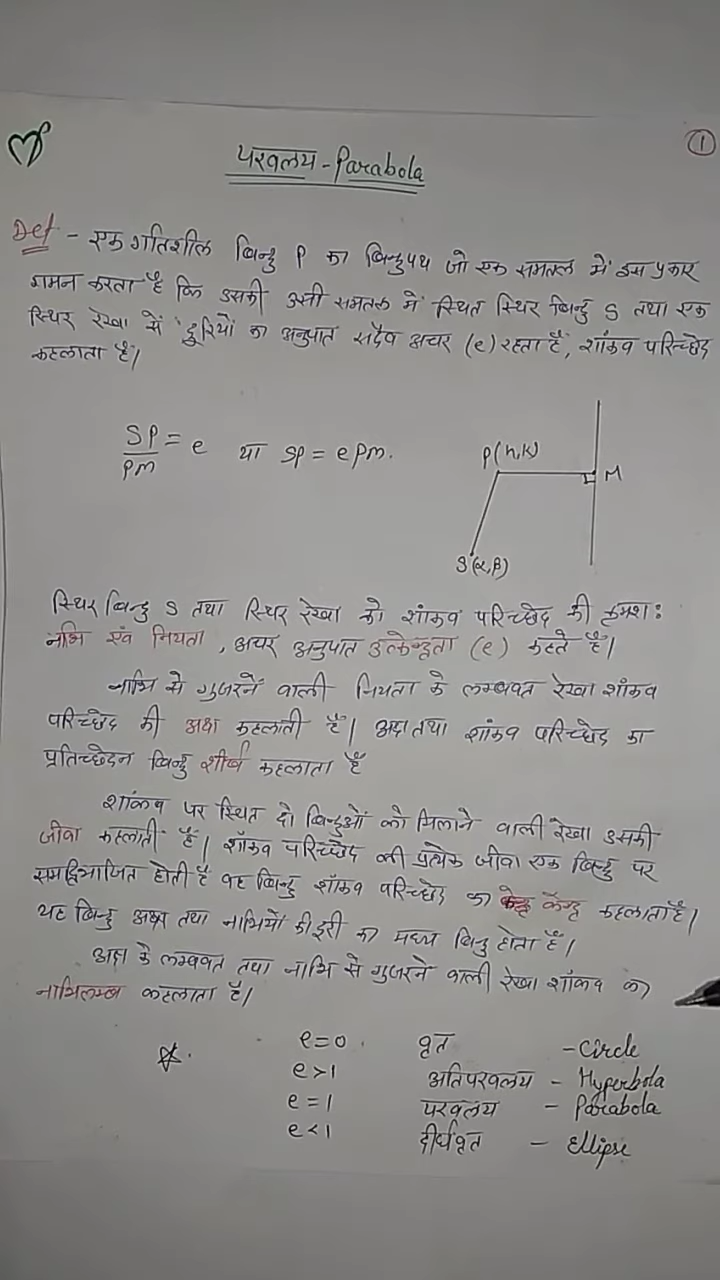 ①
परवलय - Parabola
Def - एक गतिशील बिन्दु P का बिन्दुपथ जो एक समतल में इस प्रकार
गमन करता है कि उसकी उसी समतल में स्थित स्थिर बिन्दु S तथा एक
स्थिर रेखा से दुरियों का अनुपात सदैव अचर (e) रहता है, शांकव परिच्छेद
कहलाता है।
SP/PM = e या SP = e PM.
P(h,k)
M
S(α,β)
स्थिर बिन्दु S तथा स्थिर रेखा को शांकव परिच्छेद की क्रमशः
नाभि एवं नियता, अचर अनुपात उत्केन्द्रता (e) कहते है।
नाभि से गुजरनें वाली नियता के लम्बवत रेखा शांकव
परिच्छेद की अक्ष कहलाती है। अक्ष तथा शांकव परिच्छेद का
प्रतिच्छेदन बिन्दु शीर्ष कहलाता है
शांकव पर स्थित दो बिन्दुओं को मिलाने वाली रेखा उसकी
जीवा कहलाती है। शांकव परिच्छेद की प्रत्येक जीवा एक बिन्दु पर
समद्विभाजित होती है वह बिन्दु शांकव परिच्छेद का केन्द्र कहलाता है।
यह बिन्दु अक्ष तथा नाभियों की दूरी का मध्य बिन्दु होता है।
अक्ष के लम्बवत तथा नाभि से गुजरने वाली रेखा शांकव का
नाभिलम्ब कहलाता है।
e=0 वृत - Circle
e>1 अतिपरवलय - Hyperbola
e=1 परवलय - Parabola
e<1 दीर्घवृत - Ellipse